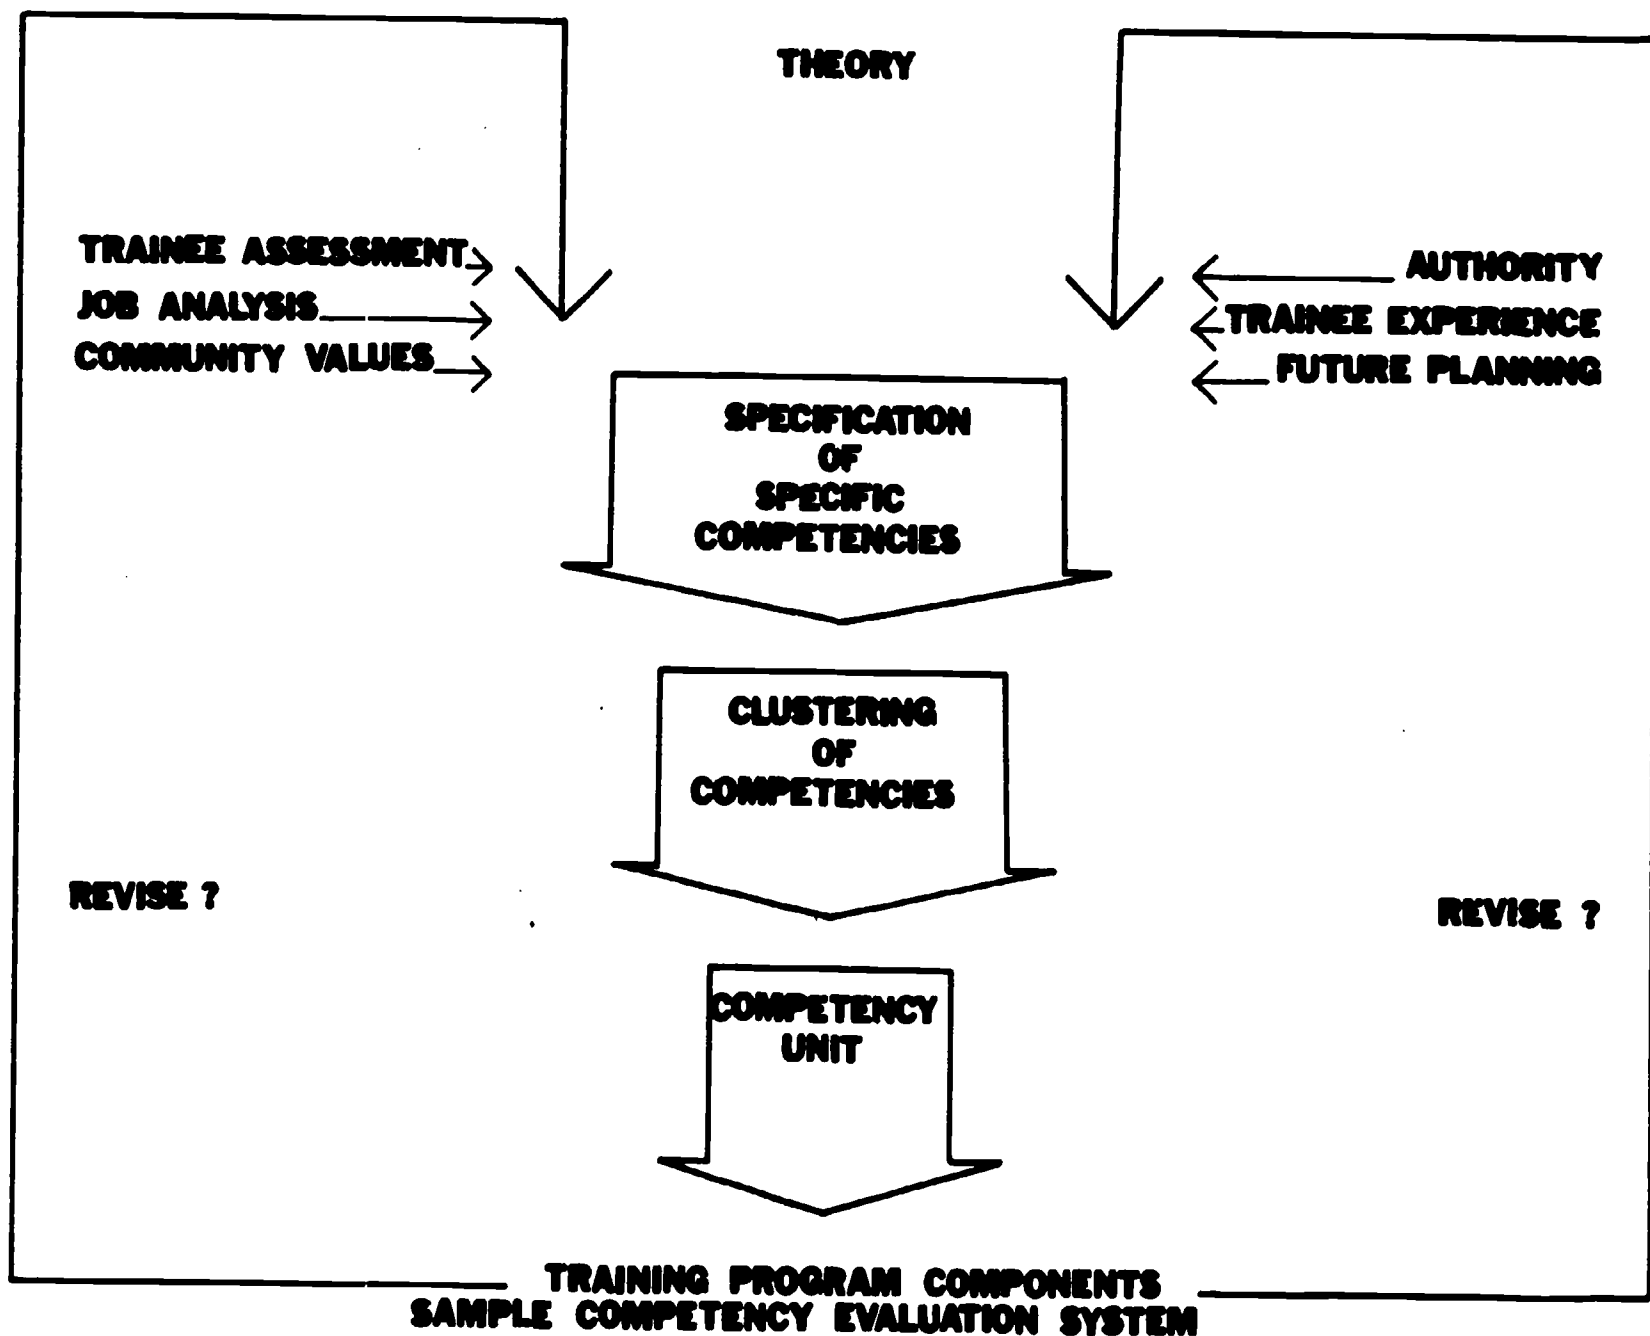 THEORY
TRAINEE ASSESSMENT
JOB ANALYSIS
COMMUNITY VALUES
AUTHORITY
TRAINEE EXPERIENCE
FUTURE PLANNING
SPECIFICATION
OF
SPECIFIC
COMPETENCIES
CLUSTERING
OF
COMPETENCIES
REVISE ?
REVISE ?
COMPETENCY
UNIT
TRAINING PROGRAM COMPONENTS
SAMPLE COMPETENCY EVALUATION SYSTEM